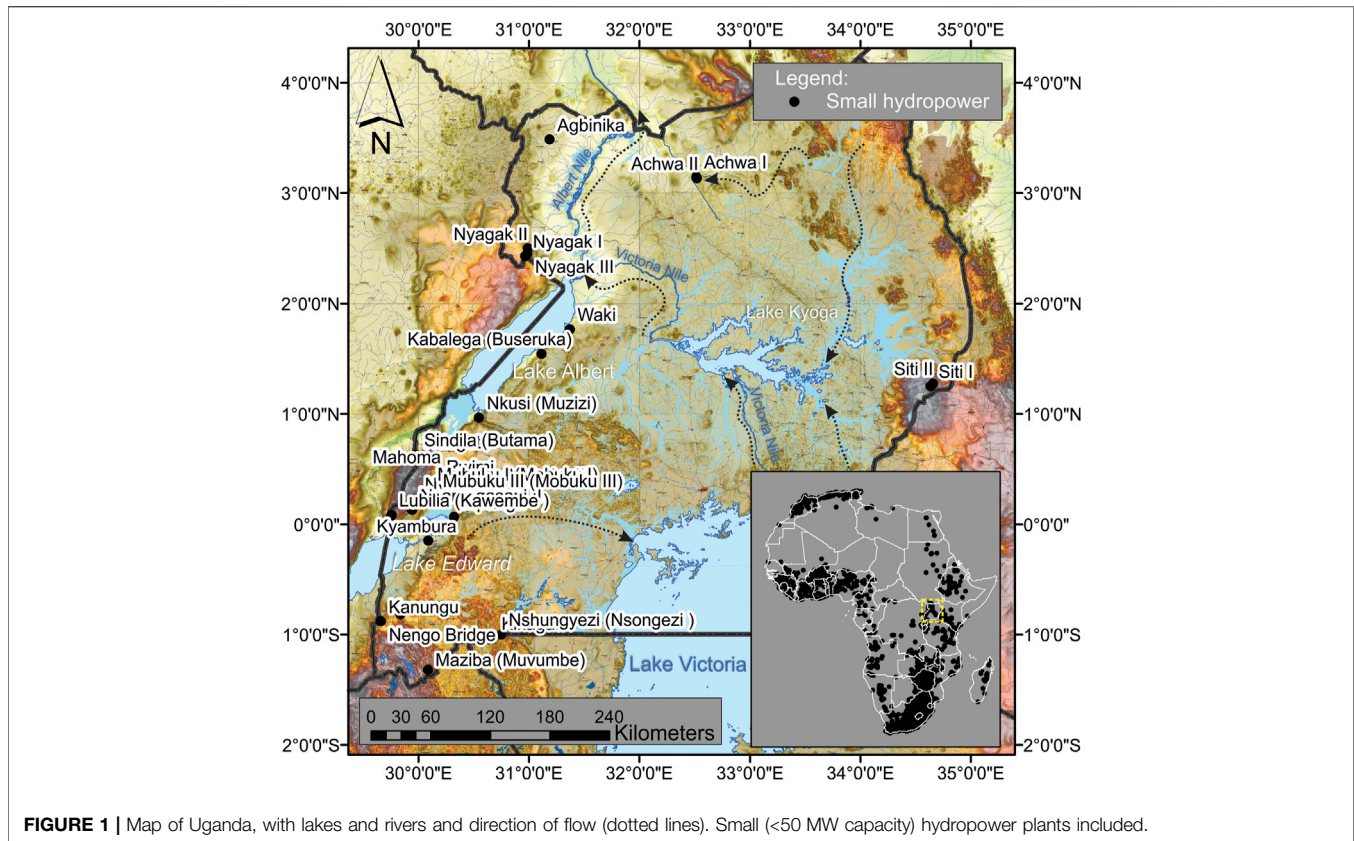 30°0'0"E 31°0'0"E 32°0'0"E 33°0'0"E 34°0'0"E 35°0'0"E
4°0'0"N
4°0'0"N
Legend:
Small hydropower
N
Agbinika
Achwa II Achwa I
3°0'0"N
3°0'0"N
Albert Nile
Nyagak II
Nyagak I
Nyagak III
Victoria Nile
2°0'0"N
2°0'0"N
Waki
Lake Kyoga
Kabalega (Buseruka)
Lake Albert
Siti II Siti I
1°0'0"N
1°0'0"N
Nkusi (Muzizi)
Victoria Nile
Sindila (Butama)
Mahoma
Mubuku III (Mobuku III)
Lubilia (Kawembe )
0°0'0"
0°0'0"
Kyambura
Lake Edward
Kanungu
Nshungyezi (Nsongezi )
1°0'0"S
1°0'0"S
Nengo Bridge
Maziba (Muvumbe)
Lake Victoria
0 30 60 120 180 240
Kilometers
2°0'0"S
2°0'0"S
30°0'0"E 31°0'0"E 32°0'0"E 33°0'0"E 34°0'0"E 35°0'0"E
FIGURE 1 | Map of Uganda, with lakes and rivers and direction of flow (dotted lines). Small (<50 MW capacity) hydropower plants included.